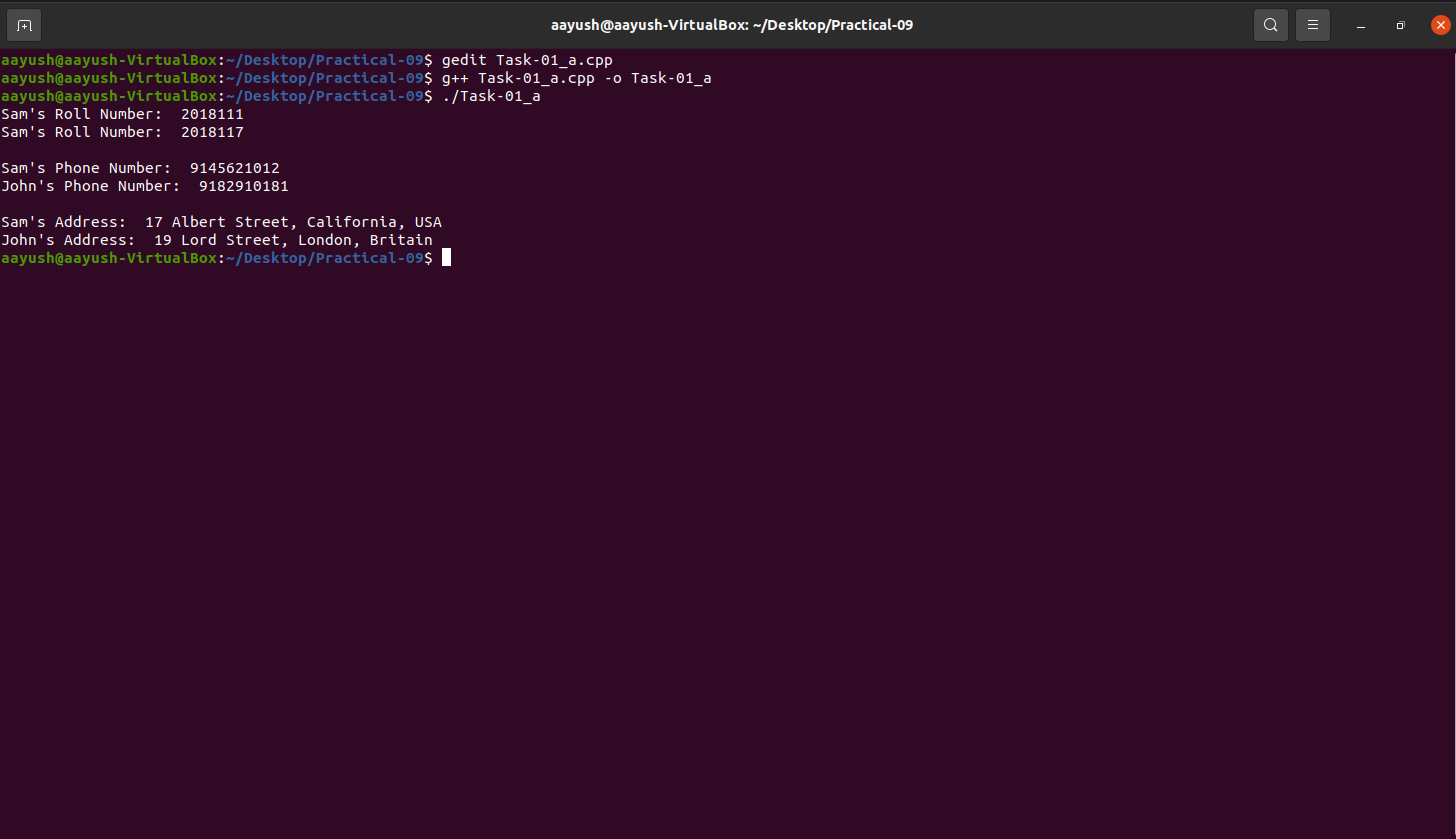 aayush@aayush-VirtualBox: ~/Desktop/Practical-09
aayush@aayush-VirtualBox:~/Desktop/Practical-09$ gedit Task-01_a.cpp
aayush@aayush-VirtualBox:~/Desktop/Practical-09$ g++ Task-01_a.cpp -o Task-01_a
aayush@aayush-VirtualBox:~/Desktop/Practical-09$ ./Task-01_a
Sam's Roll Number:  2018111
Sam's Roll Number:  2018117
Sam's Phone Number:  9145621012
John's Phone Number:  9182910181
Sam's Address:  17 Albert Street, California, USA
John's Address:  19 Lord Street, London, Britain
aayush@aayush-VirtualBox:~/Desktop/Practical-09$